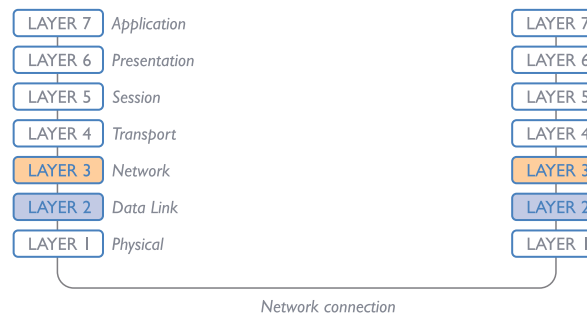 LAYER 7 Application LAYER 7
LAYER 6 Presentation LAYER 6
LAYER 5 Session LAYER 5
LAYER 4 Transport LAYER 4
LAYER 3 Network LAYER 3
LAYER 2 Data Link LAYER 2
LAYER 1 Physical LAYER 1
Network connection